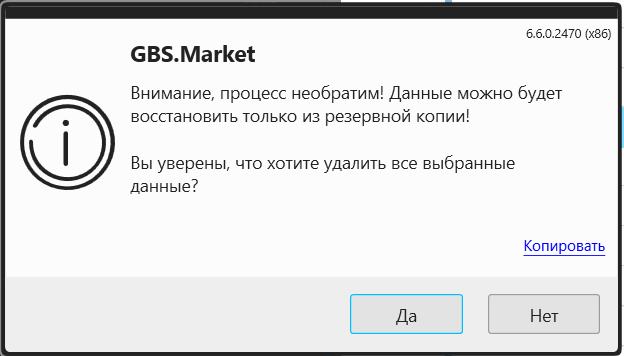 6.6.0.2470 (x86)
GBS.Market
Внимание, процесс необратим! Данные можно будет
восстановить только из резервной копии!
Вы уверены, что хотите удалить все выбранные
данные?
Копировать
Да
Нет